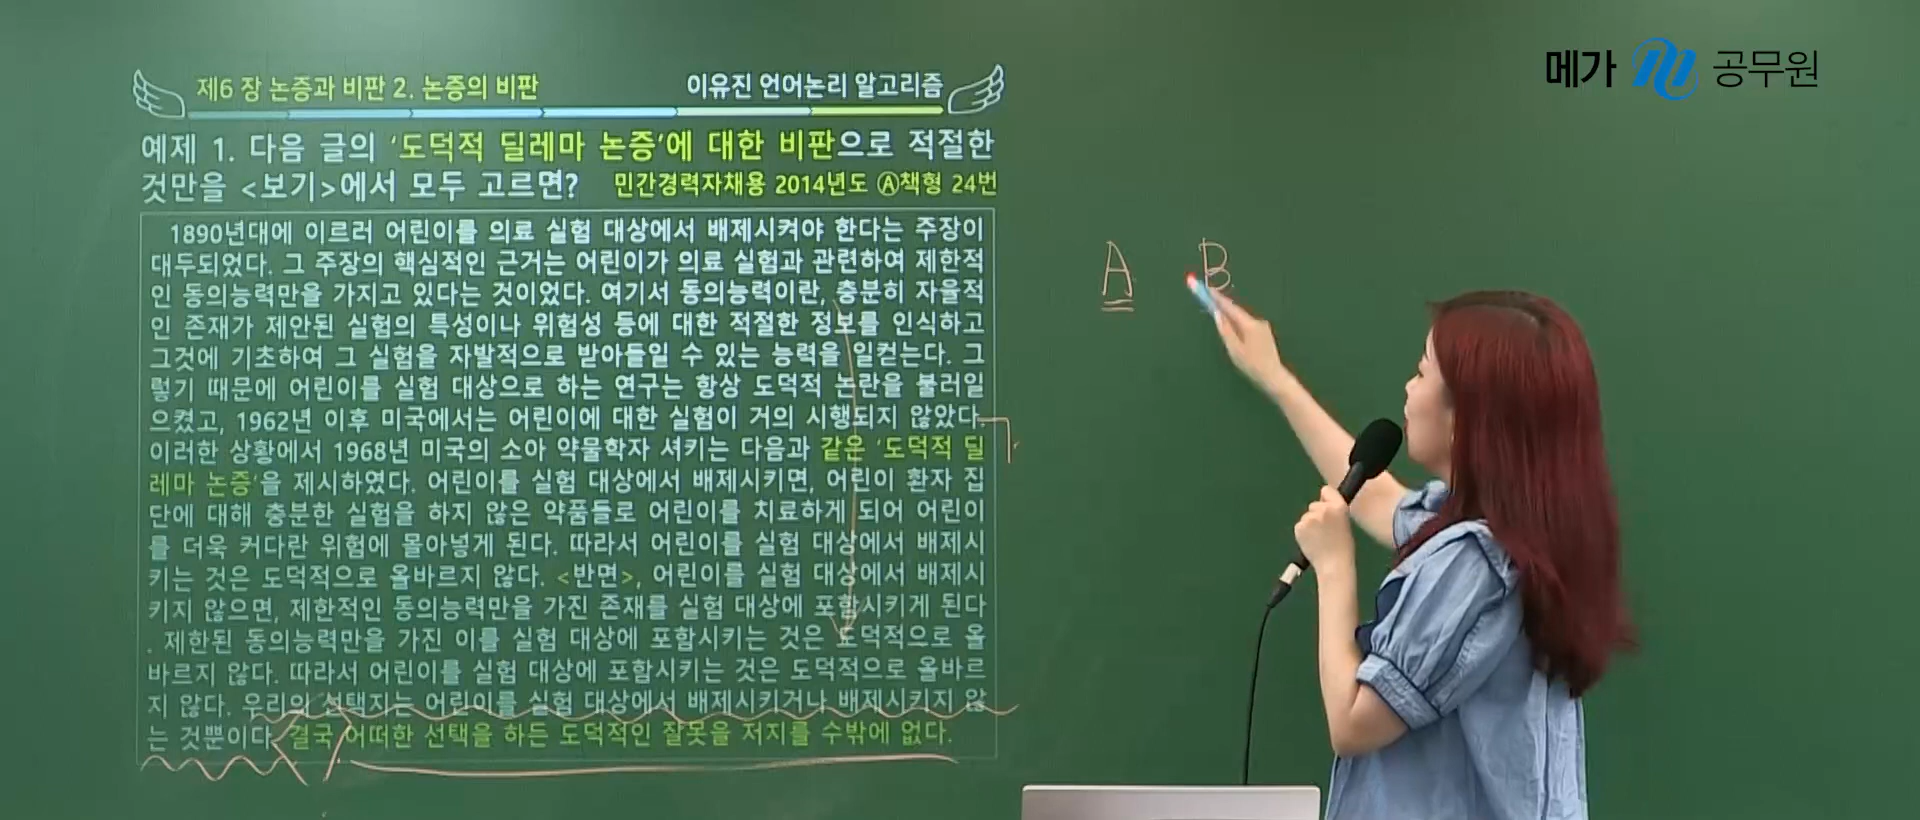 메가 공무원
제6 장 논증과 비판 2. 논증의 비판 이유진 언어논리 알고리즘
예제 1. 다음 글의 ‘도덕적 딜레마 논증’에 대한 비판으로 적절한
것만을 <보기>에서 모두 고르면? 민간경력자채용 2014년도 Ⓐ책형 24번
1890년대에 이르러 어린이를 의료 실험 대상에서 배제시켜야 한다는 주장이
대두되었다. 그 주장의 핵심적인 근거는 어린이가 의료 실험과 관련하여 제한적
인 동의능력만을 가지고 있다는 것이었다. 여기서 동의능력이란, 충분히 자율적
인 존재가 제안된 실험의 특성이나 위험성 등에 대한 적절한 정보를 인식하고
그것에 기초하여 그 실험을 자발적으로 받아들일 수 있는 능력을 일컫는다. 그
렇기 때문에 어린이를 실험 대상으로 하는 연구는 항상 도덕적 논란을 불러일
으켰고, 1962년 이후 미국에서는 어린이에 대한 실험이 거의 시행되지 않았다.
이러한 상황에서 1968년 미국의 소아 약물학자 셔키는 다음과 같은 ‘도덕적 딜
레마 논증’을 제시하였다. 어린이를 실험 대상에서 배제시키면, 어린이 환자 집
단에 대해 충분한 실험을 하지 않은 약품들로 어린이를 치료하게 되어 어린이
를 더욱 커다란 위험에 몰아넣게 된다. 따라서 어린이를 실험 대상에서 배제시
키는 것은 도덕적으로 올바르지 않다. <반면>, 어린이를 실험 대상에서 배제시
키지 않으면, 제한적인 동의능력만을 가진 존재를 실험 대상에 포함시키게 된다
. 제한된 동의능력만을 가진 이를 실험 대상에 포함시키는 것은 도덕적으로 올
바르지 않다. 따라서 어린이를 실험 대상에 포함시키는 것은 도덕적으로 올바르
지 않다. 우리의 선택지는 어린이를 실험 대상에서 배제시키거나 배제시키지 않
는 것뿐이다. 결국 어떠한 선택을 하든 도덕적인 잘못을 저지를 수밖에 없다.
A B